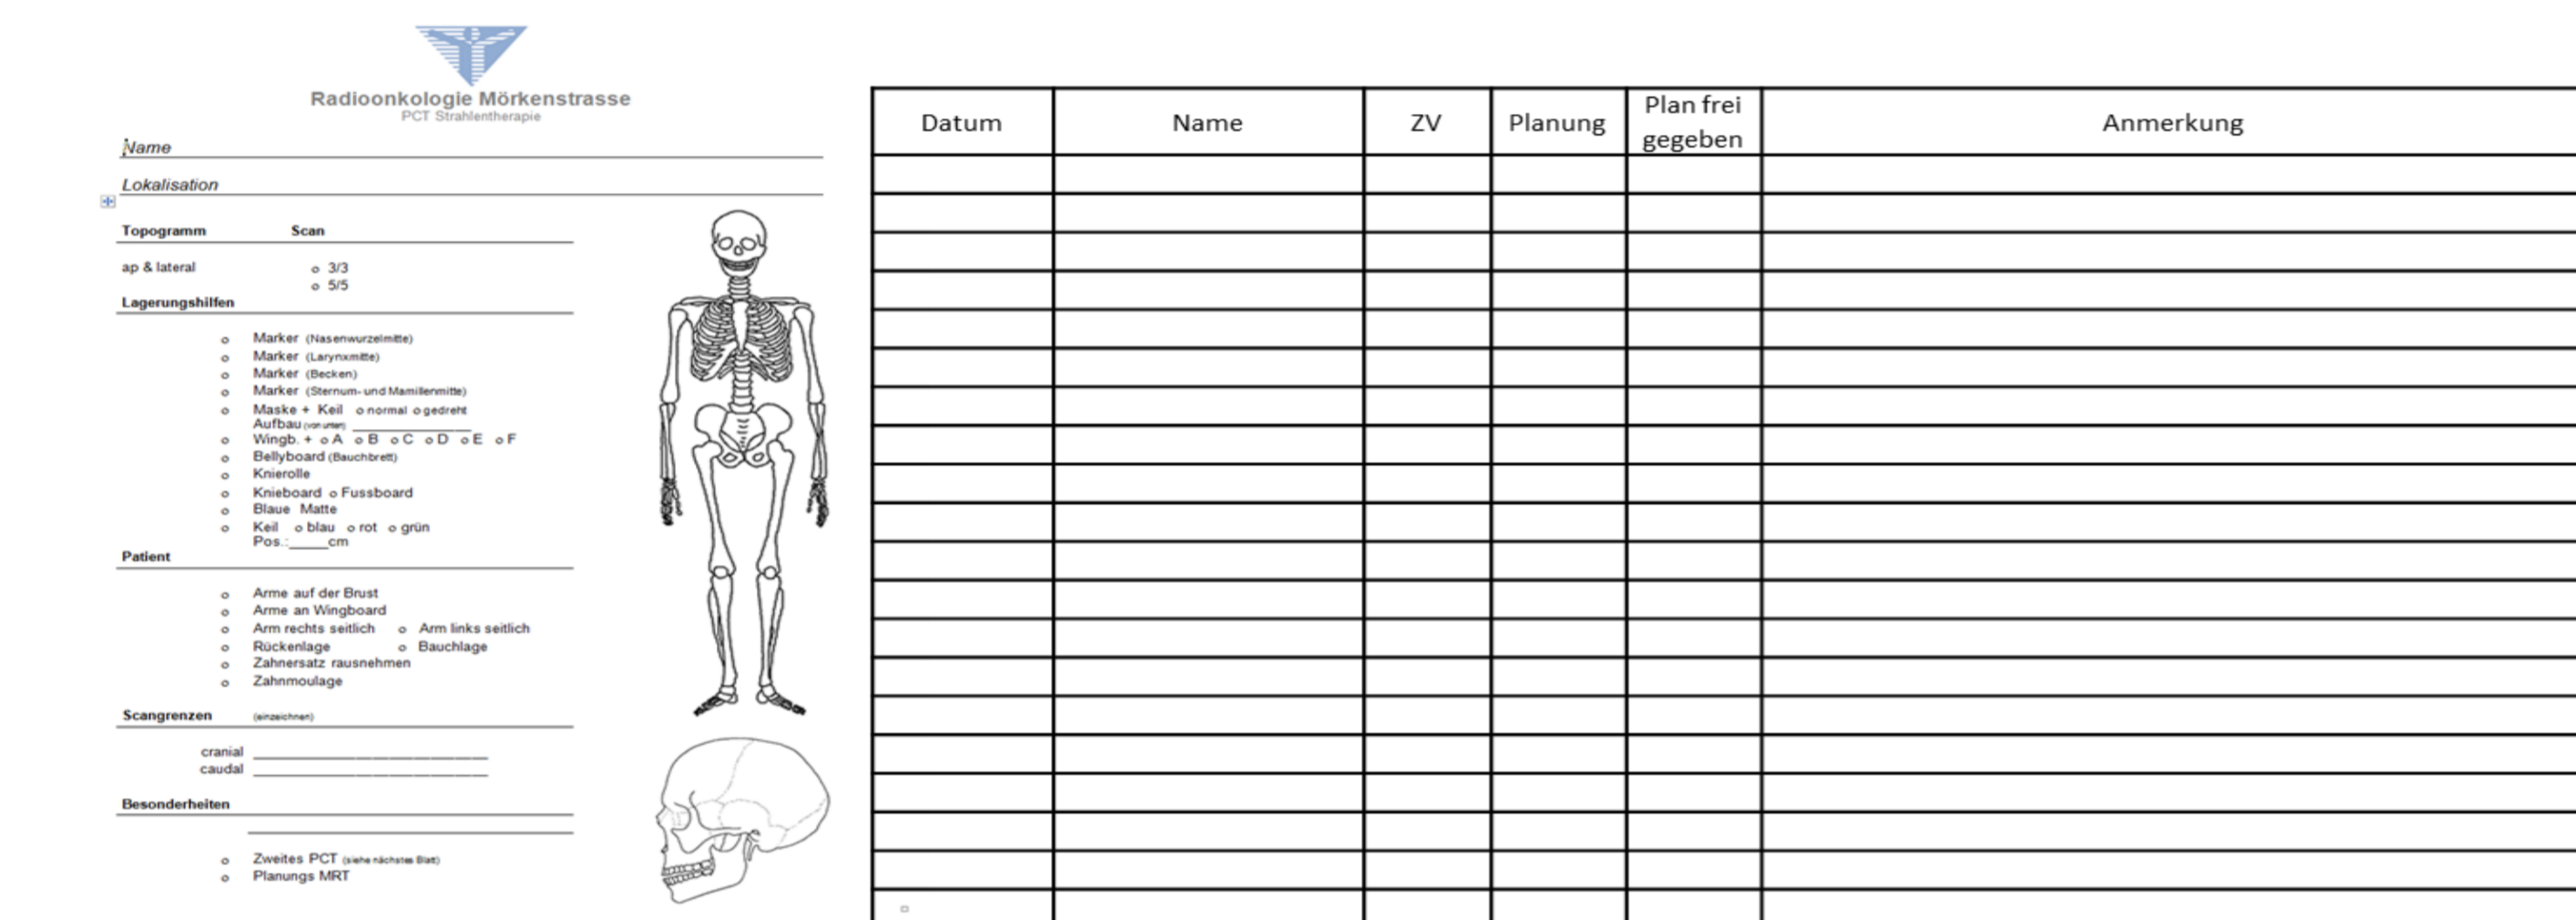 Radioonkologie Mörkenstrasse
PCT Strahlentherapie
Name
Lokalisation
Topogramm Scan
ap & lateral o 3/3
o 5/5
Lagerungshilfen
o Marker (Nasenwurzelmitte)
o Marker (Larynxmitte)
o Marker (Becken)
o Marker (Sternum- und Mamillenmitte)
o Maske + Keil o normal o gedreht
Aufbau (von unten) ______________
o Wingb. + o A o B o C o D o E o F
o Bellyboard (Bauchbrett)
o Knierolle
o Knieboard o Fussboard
o Blaue Matte
o Keil o blau o rot o grün
Pos.:_____cm
Patient
o Arme auf der Brust
o Arme an Wingboard
o Arm rechts seitlich o Arm links seitlich
o Rückenlage o Bauchlage
o Zahnersatz rausnehmen
o Zahnmoulage
Scangrenzen (einzeichnen)
cranial
caudal
Besonderheiten
o Zweites PCT (siehe nächstes Blatt)
o Planungs MRT
Datum Name ZV Planung Plan frei gegeben Anmerkung